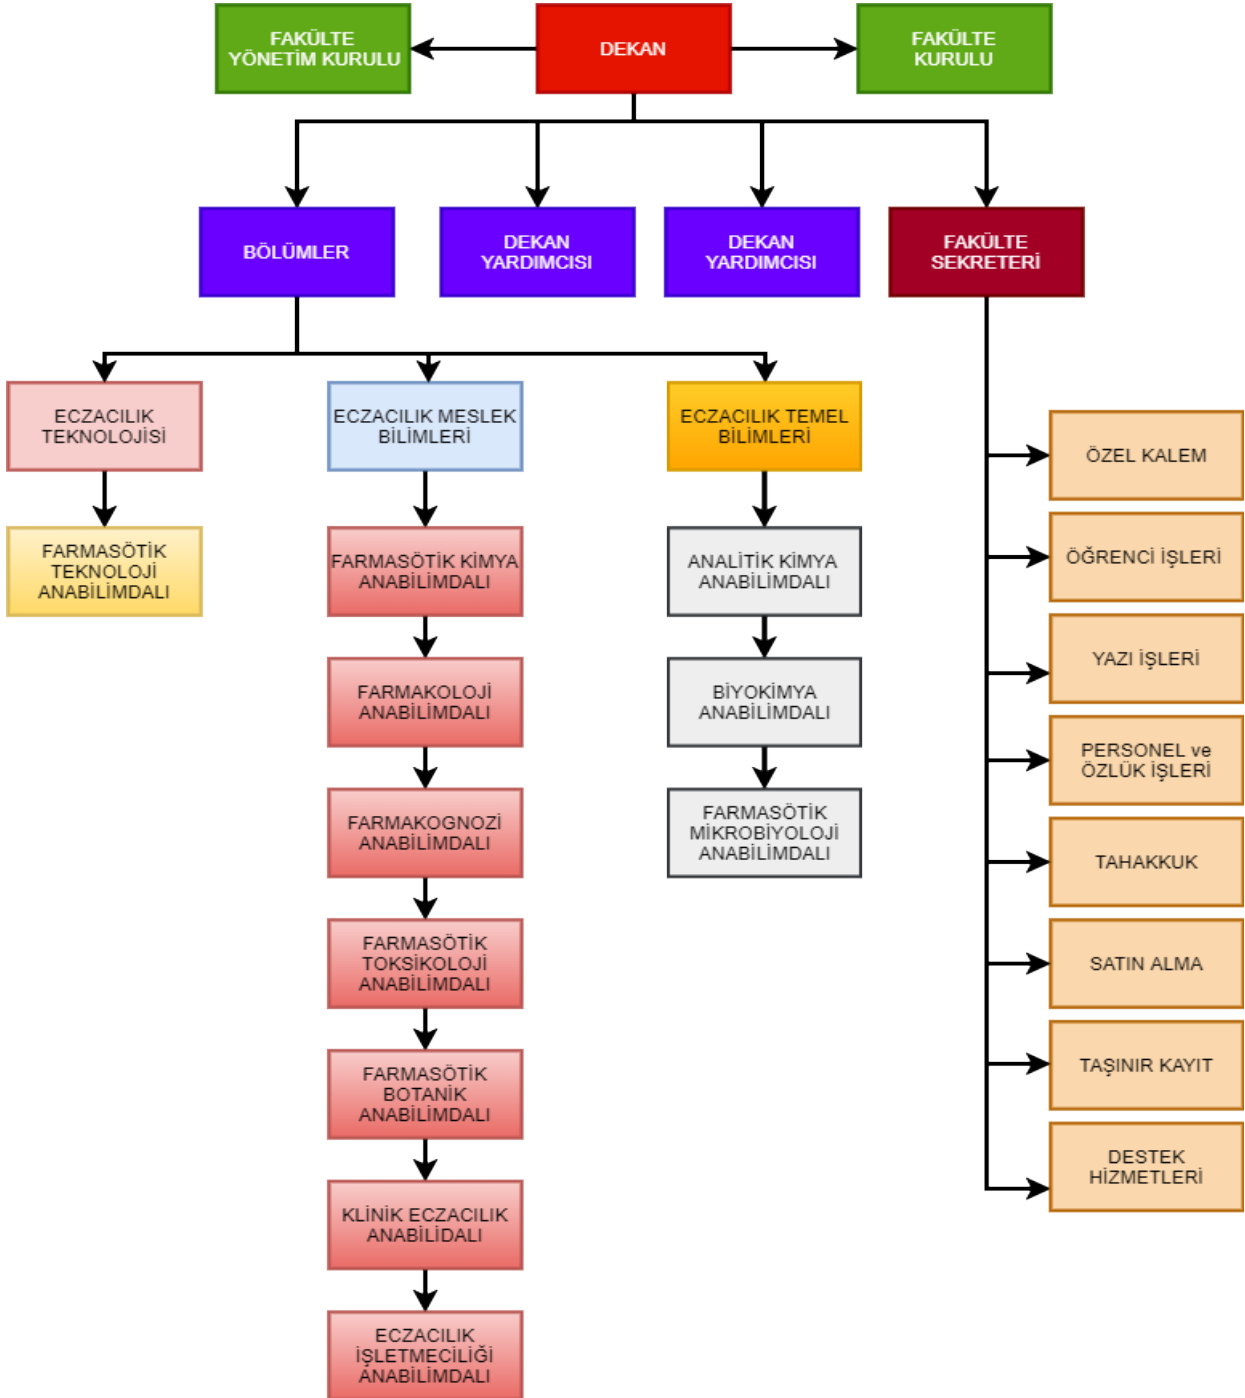 FAKÜLTE
YÖNETİM KURULU
DEKAN
FAKÜLTE
KURULU
BÖLÜMLER
DEKAN
YARDIMCISI
DEKAN
YARDIMCISI
FAKÜLTE
SEKRETERİ
ECZACILIK
TEKNOLOJİSİ
FARMASÖTİK
TEKNOLOJİ
ANABİLİMDALI
ECZACILIK MESLEK
BİLİMLERİ
FARMASÖTİK KİMYA
ANABİLİMDALI
FARMAKOLOJİ
ANABİLİMDALI
FARMAKOGNOZİ
ANABİLİMDALI
FARMASÖTİK
TOKSİKOLOJİ
ANABİLİMDALI
FARMASÖTİK
BOTANİK
ANABİLİMDALI
KLİNİK ECZACILIK
ANABİLİDALI
ECZACILIK
İŞLETMECİLİĞİ
ANABİLİMDALI
ECZACILIK TEMEL
BİLİMLERİ
ANALİTİK KİMYA
ANABİLİMDALI
BİYOKİMYA
ANABİLİMDALI
FARMASÖTİK
MİKROBİYOLOJİ
ANABİLİMDALI
ÖZEL KALEM
ÖĞRENCİ İŞLERİ
YAZI İŞLERİ
PERSONEL ve
ÖZLÜK İŞLERİ
TAHAKKUK
SATIN ALMA
TAŞINIR KAYIT
DESTEK
HİZMETLERİ